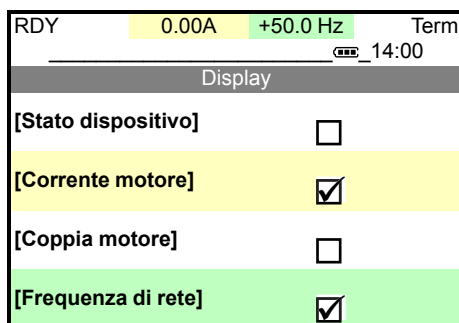 RDY 0.00A +50.0 Hz Term
14:00
Display
[Stato dispositivo]
[Corrente motore]
[Coppia motore]
[Frequenza di rete]